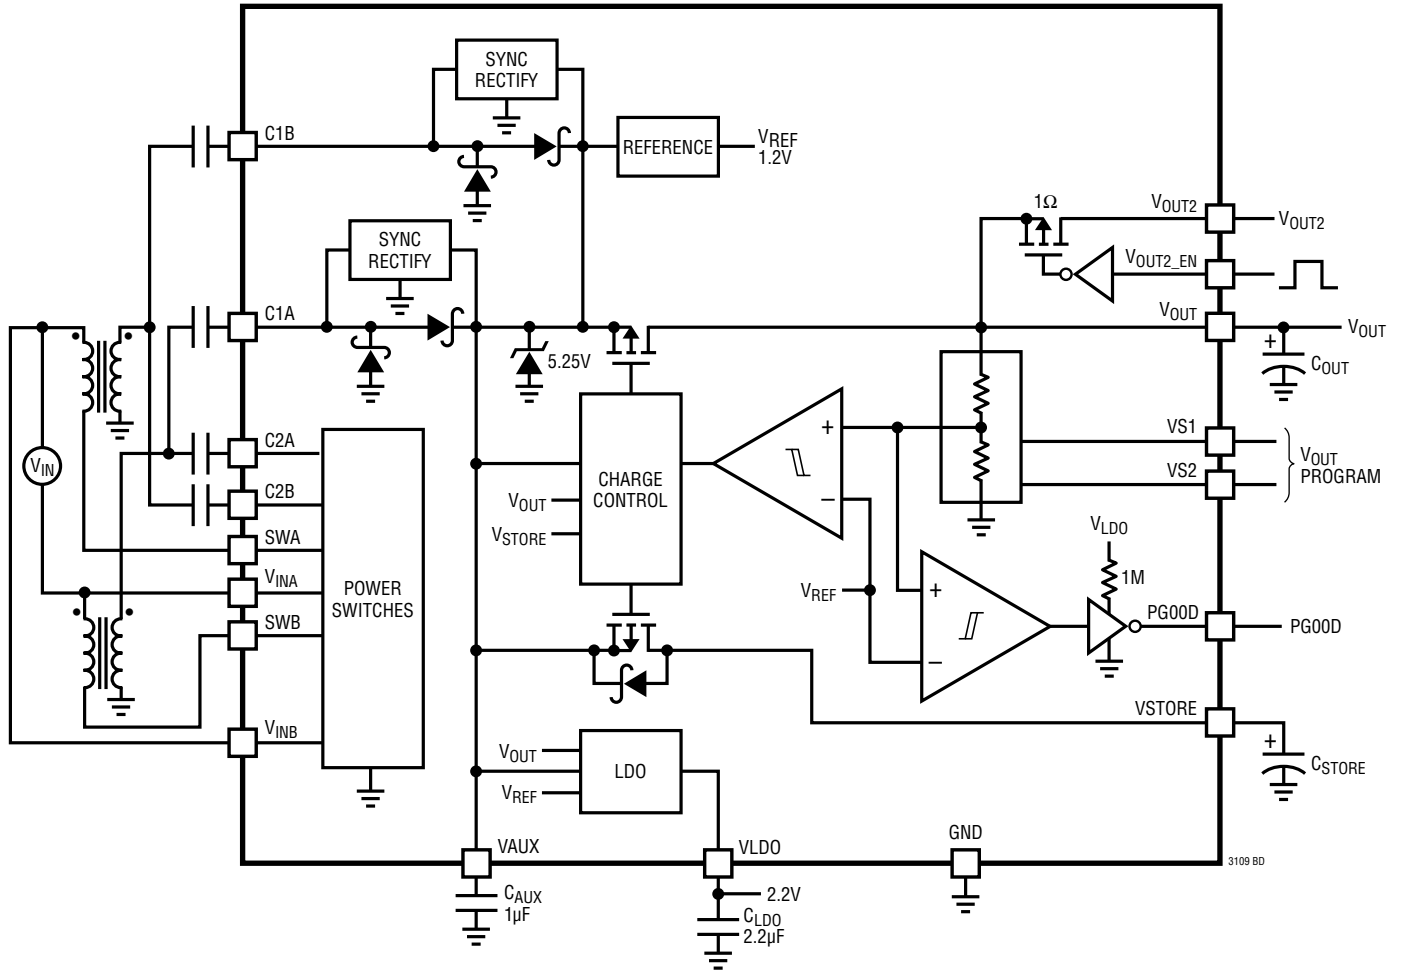 SYNC
RECTIFY
C1B
REFERENCE
VREF
1.2V
SYNC
RECTIFY
1Ω
VOUT2
VOUT2
VOUT2_EN
C1A
5.25V
VOUT
VOUT
+
COUT
VIN
C2A
C2B
SWA
VINA
SWB
VINB
POWER
SWITCHES
CHARGE
CONTROL
VOUT
VSTORE
+
–
VS1
VS2
VOUT
PROGRAM
VREF
+
–
VLDO
1M
PGOOD
PGOOD
VSTORE
+
CSTORE
VOUT
VREF
LDO
VAUX
VLDO
GND
3109 BD
CAUX
1µF
2.2V
CLDO
2.2µF